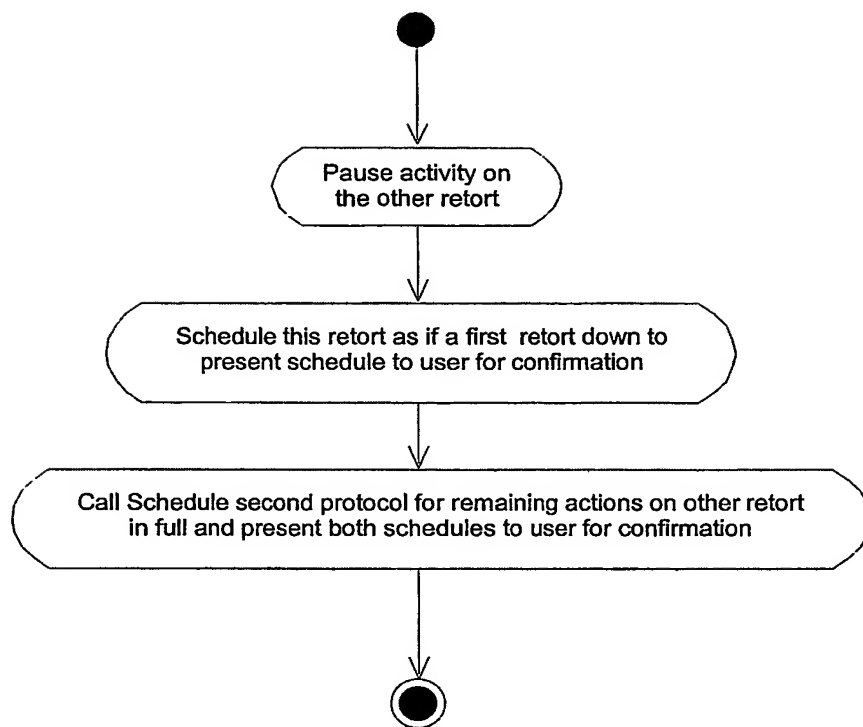 Pause activity on
the other retort
Schedule this retort as if a first retort down to
present schedule to user for confirmation
Call Schedule second protocol for remaining actions on other retort
in full and present both schedules to user for confirmation